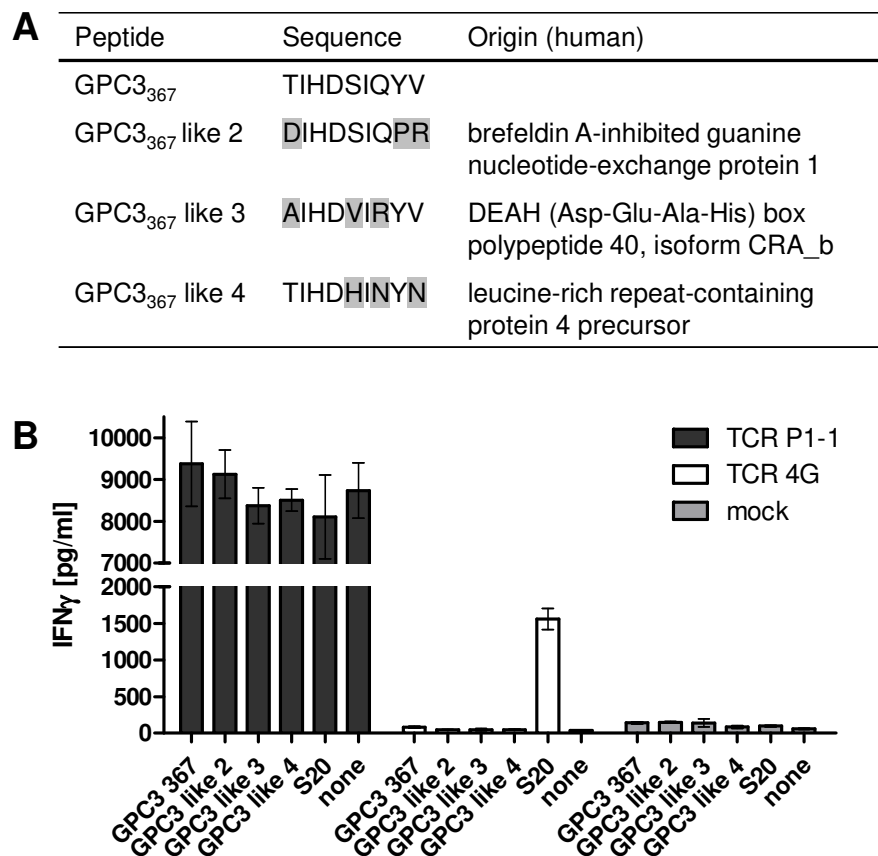 A
Peptide Sequence Origin (human)
GPC3367 TIHDSIQYV
GPC3367 like 2 DIHDSIQPR brefeldin A-inhibited guanine
nucleotide-exchange protein 1
GPC3367 like 3 AIHDVIRYV DEAH (Asp-Glu-Ala-His) box
polypeptide 40, isoform CRA_b
GPC3367 like 4 TIHDHINYN leucine-rich repeat-containing
protein 4 precursor
B
IFNγ [pg/ml]
10000
9000
8000
7000
2000
1500
1000
500
0
TCR P1-1
TCR 4G
mock
GPC3 367
GPC3 like 2
GPC3 like 3
GPC3 like 4
S20
none
GPC3 367
GPC3 like 2
GPC3 like 3
GPC3 like 4
S20
none
GPC3 367
GPC3 like 2
GPC3 like 3
GPC3 like 4
S20
none